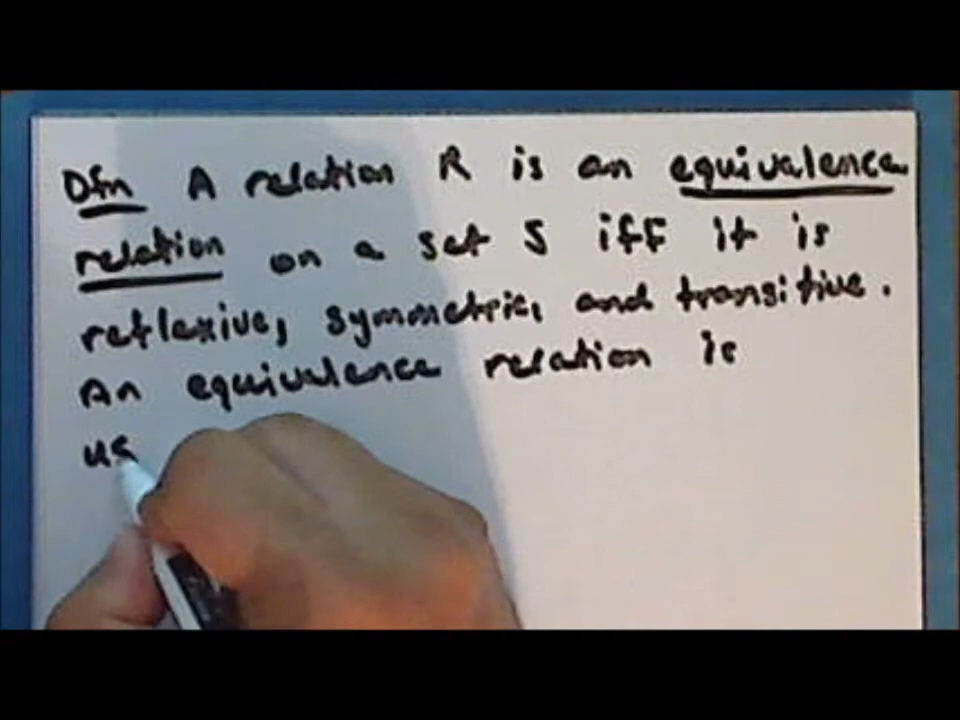 Dfn A relation R is an equivalence
relation on a set S iff it is
reflexive, symmetric, and transitive.
An equivalence relation is
us